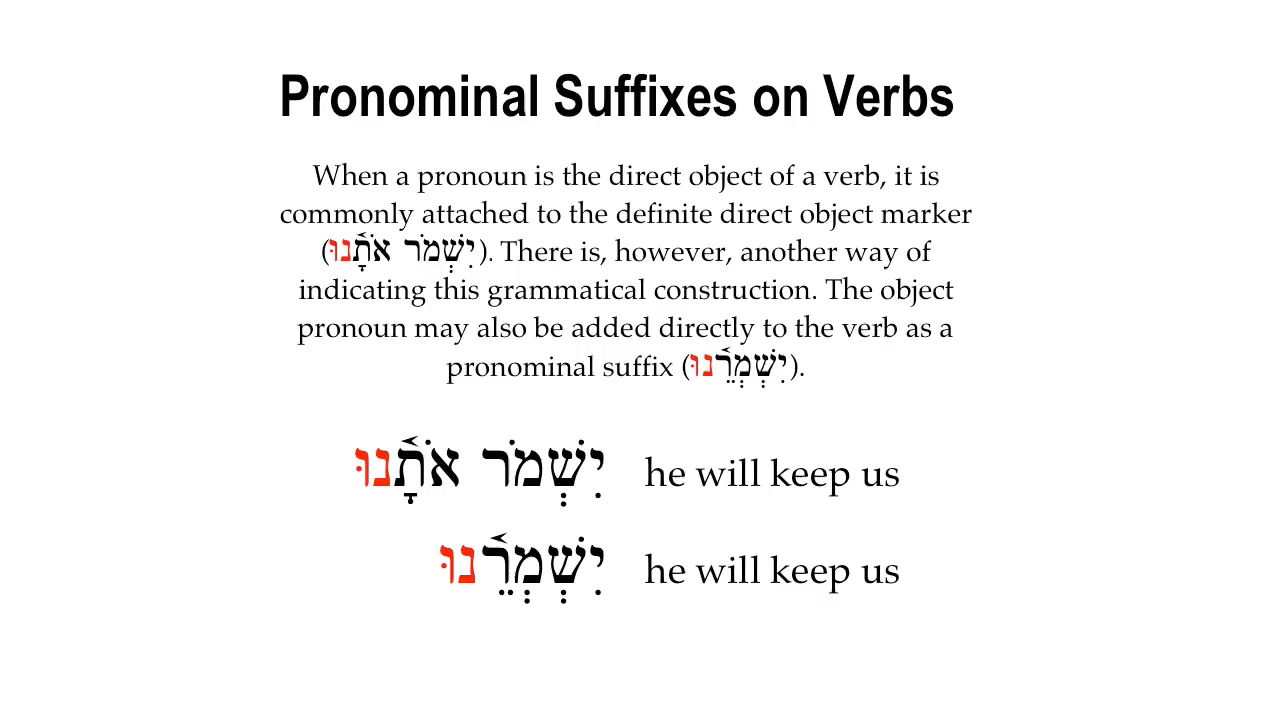 Pronominal Suffixes on Verbs
When a pronoun is the direct object of a verb, it is
commonly attached to the definite direct object marker
(יִשְׁמֹר אֹתָ֫נוּ). There is, however, another way of
indicating this grammatical construction. The object
pronoun may also be added directly to the verb as a
pronominal suffix (יִשְׁמְרֵ֫נוּ).
יִשְׁמֹר אֹתָ֫נוּ he will keep us
יִשְׁמְרֵ֫נוּ he will keep us